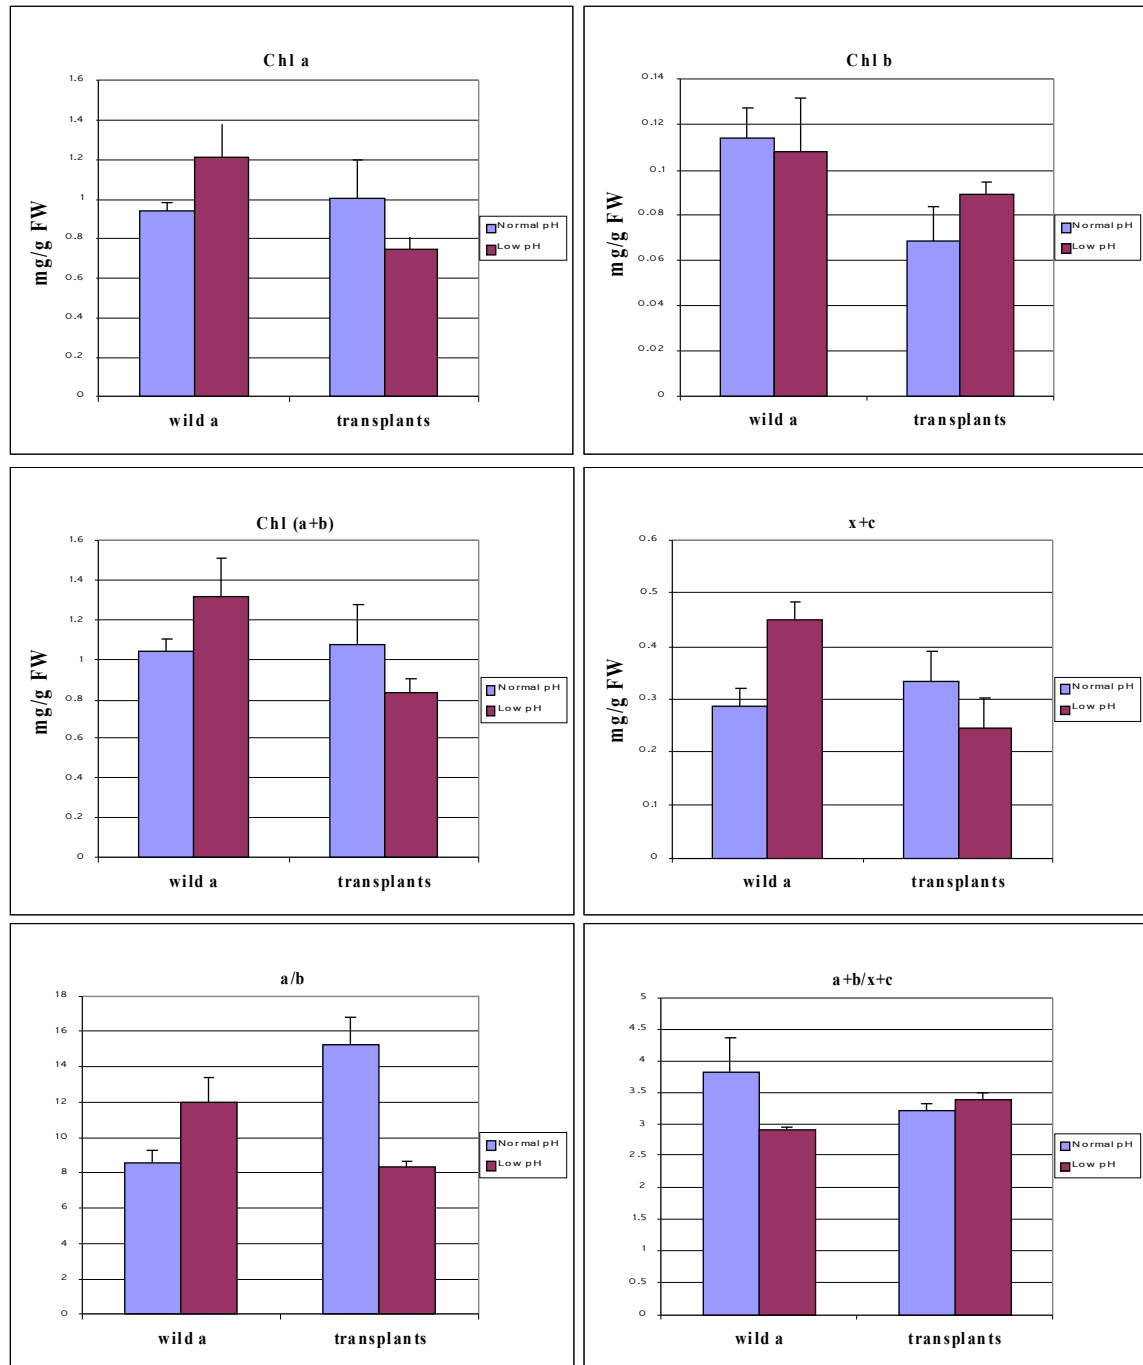 Chl a
1.6
1.4
1.2
1
0.8
0.6
0.4
0.2
0
mg/g FW
wild a transplants
Normal pH
Low pH
Chl b
0.14
0.12
0.1
0.08
0.06
0.04
0.02
0
mg/g FW
wild a transplants
Normal pH
Low pH
Chl (a+b)
1.6
1.4
1.2
1
0.8
0.6
0.4
0.2
0
mg/g FW
wild a transplants
Normal pH
Low pH
x+c
0.6
0.5
0.4
0.3
0.2
0.1
0
mg/g FW
wild a transplants
Normal pH
Low pH
a/b
18
16
14
12
10
8
6
4
2
0
wild a transplants
Normal pH
Low pH
a+b/x+c
5
4.5
4
3.5
3
2.5
2
1.5
1
0.5
0
wild a transplants
Normal pH
Low pH